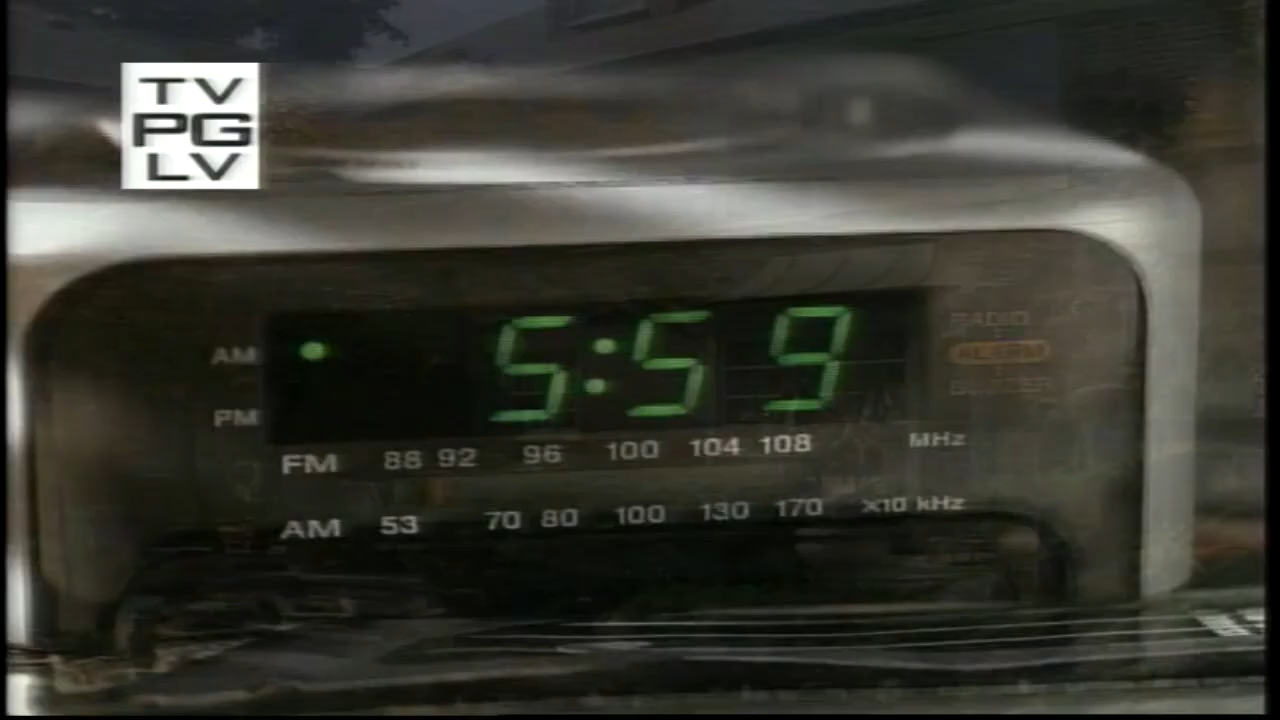 TV
PG
LV
5:59
AM
PM
RADIO
ALARM
BUZZER
FM 88 92 96 100 104 108 MHz
AM 53 70 80 100 130 170 X10 kHz